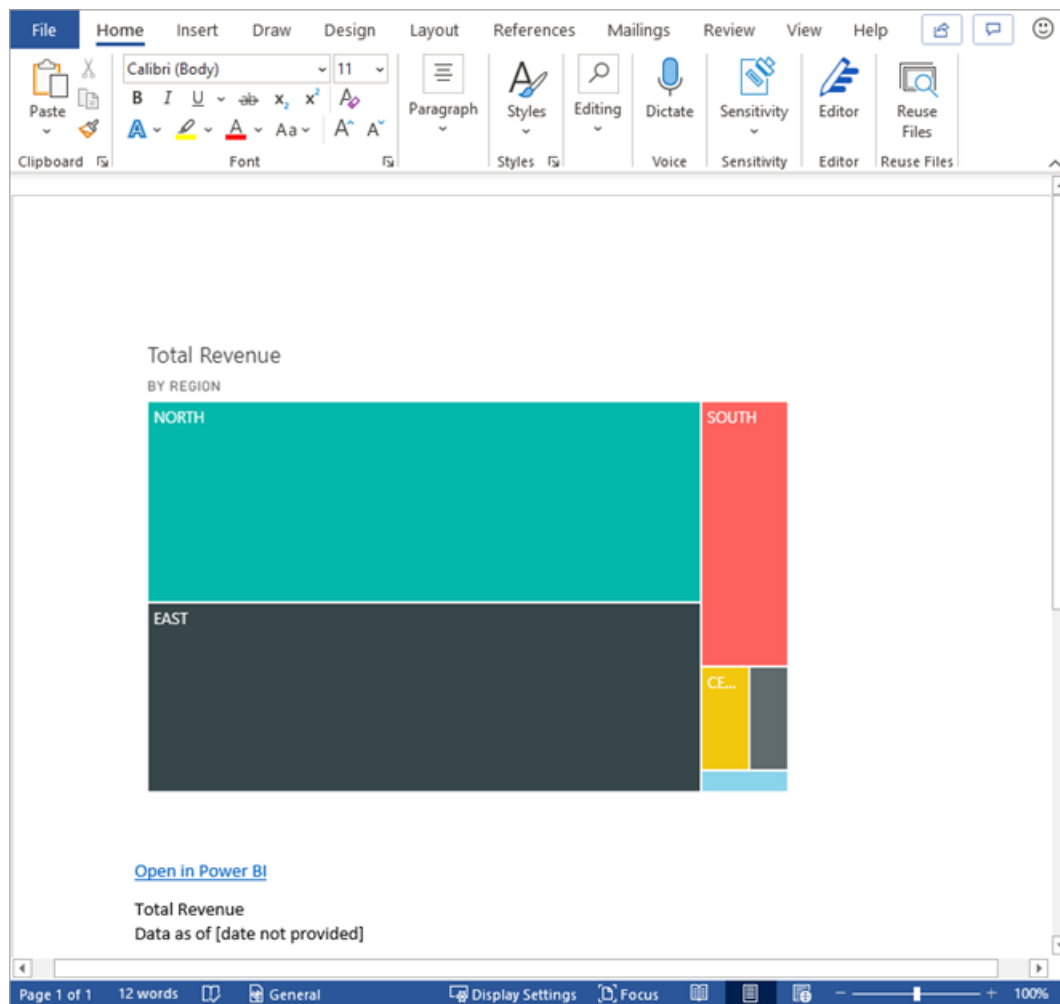 File Home Insert Draw Design Layout References Mailings Review View Help
Calibri (Body) 11
Paste B I U ab x₂ x² A Paragraph Styles Editing Dictate Sensitivity Editor Reuse Files
A A Aa A A
Clipboard Font Styles Voice Sensitivity Editor Reuse Files
Total Revenue
BY REGION
NORTH SOUTH
EAST
CE...
Open in Power BI
Total Revenue
Data as of [date not provided]
Page 1 of 1 12 words General Display Settings Focus 100%